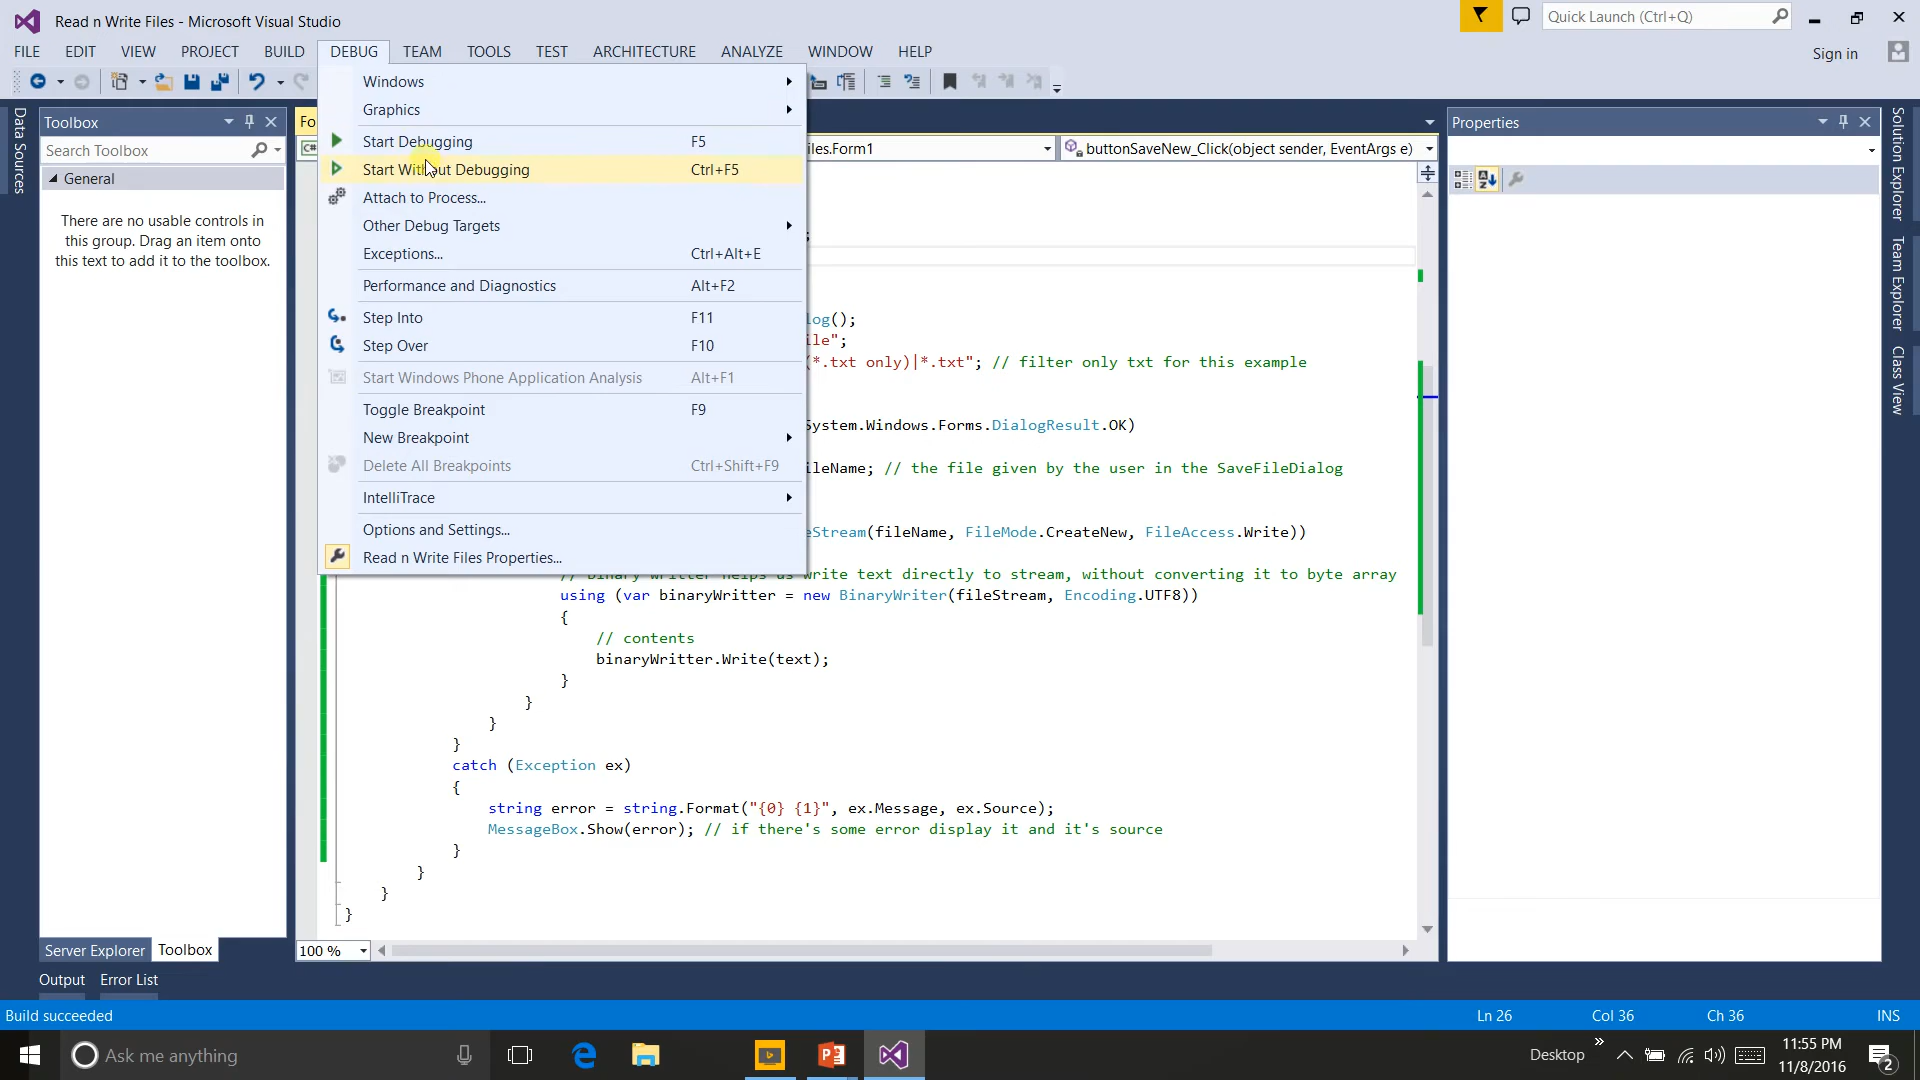 Read n Write Files - Microsoft Visual Studio
Quick Launch (Ctrl+Q)
FILE EDIT VIEW PROJECT BUILD DEBUG TEAM TOOLS TEST ARCHITECTURE ANALYZE WINDOW HELP
Sign in
Data Sources
Toolbox
Search Toolbox
General
There are no usable controls in
this group. Drag an item onto
this text to add it to the toolbox.
Server Explorer Toolbox
Output Error List
Fo
C#
Windows
Graphics
Start Debugging F5
Start Without Debugging Ctrl+F5
Attach to Process...
Other Debug Targets
Exceptions... Ctrl+Alt+E
Performance and Diagnostics Alt+F2
Step Into F11
Step Over F10
Start Windows Phone Application Analysis Alt+F1
Toggle Breakpoint F9
New Breakpoint
Delete All Breakpoints Ctrl+Shift+F9
IntelliTrace
Options and Settings...
Read n Write Files Properties...
iles.Form1
buttonSaveNew_Click(object sender, EventArgs e)
;
log();
ile";
(*.txt only)|*.txt"; // filter only txt for this example
System.Windows.Forms.DialogResult.OK)
ileName; // the file given by the user in the SaveFileDialog
eStream(fileName, FileMode.CreateNew, FileAccess.Write))
// binary writter helps us write text directly to stream, without converting it to byte array
using (var binaryWritter = new BinaryWriter(fileStream, Encoding.UTF8))
{
// contents
binaryWritter.Write(text);
}
}
}
}
catch (Exception ex)
{
string error = string.Format("{0} {1}", ex.Message, ex.Source);
MessageBox.Show(error); // if there's some error display it and it's source
}
}
}
}
100 %
Properties
Solution Explorer
Team Explorer
Class View
Build succeeded
Ln 26 Col 36 Ch 36 INS
Ask me anything
Desktop
11:55 PM
11/8/2016
2